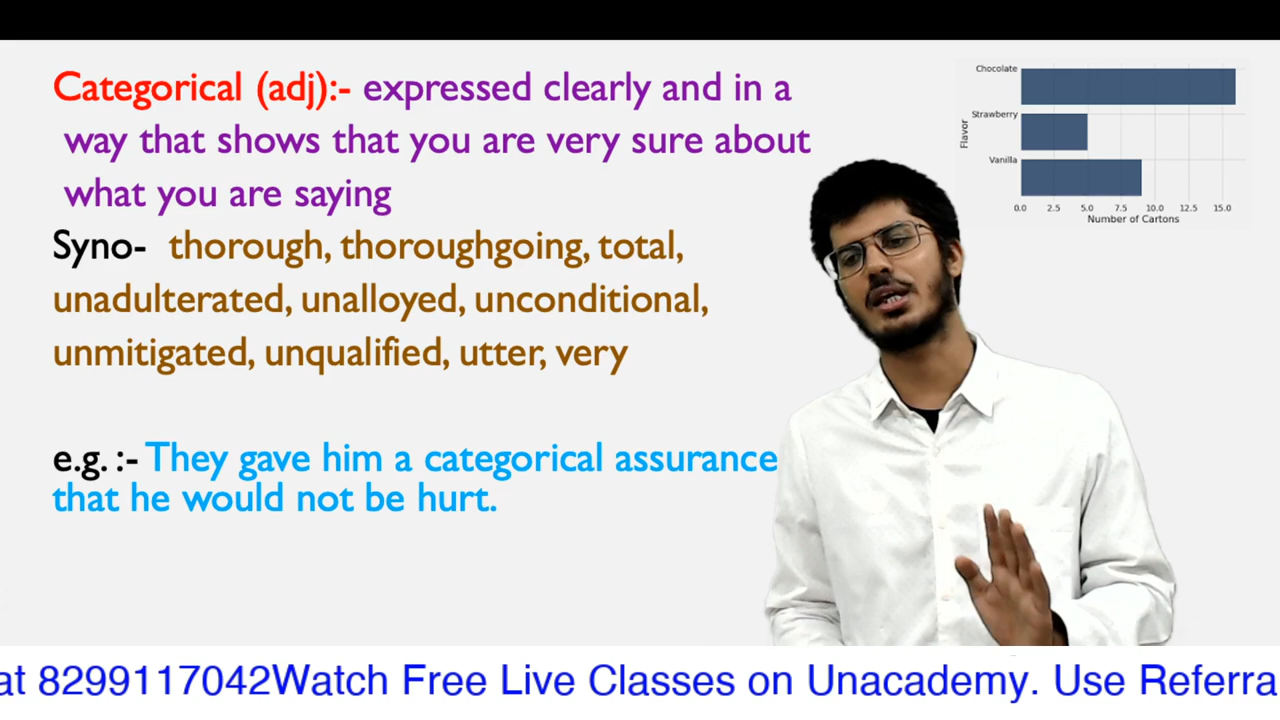 Categorical (adj):- expressed clearly and in a
way that shows that you are very sure about
what you are saying
Syno- thorough, thoroughgoing, total,
unadulterated, unalloyed, unconditional,
unmitigated, unqualified, utter, very
e.g. :- They gave him a categorical assurance
that he would not be hurt.
Chocolate
Strawberry
Vanilla
Flavor
0.0 2.5 5.0 7.5 10.0 12.5 15.0
Number of Cartons
at 8299117042Watch Free Live Classes on Unacademy. Use Referra